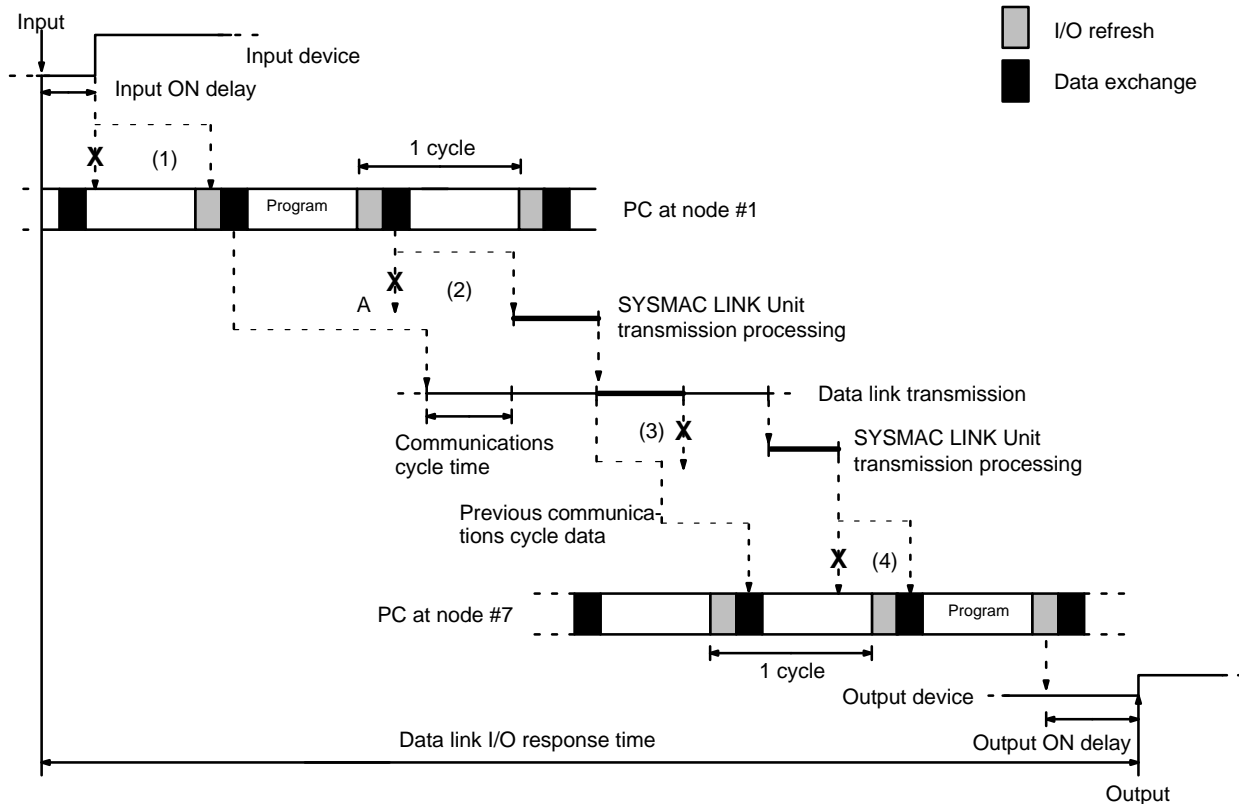 Input
I/O refresh
Input device
Data exchange
Input ON delay
X
(1)
1 cycle
Program
PC at node #1
X
A
(2)
SYSMAC LINK Unit
transmission processing
Data link transmission
(3)
X
Communications
cycle time
SYSMAC LINK Unit
transmission processing
Previous communica-
tions cycle data
X
(4)
PC at node #7
Program
1 cycle
Output device
Data link I/O response time
Output ON delay
Output